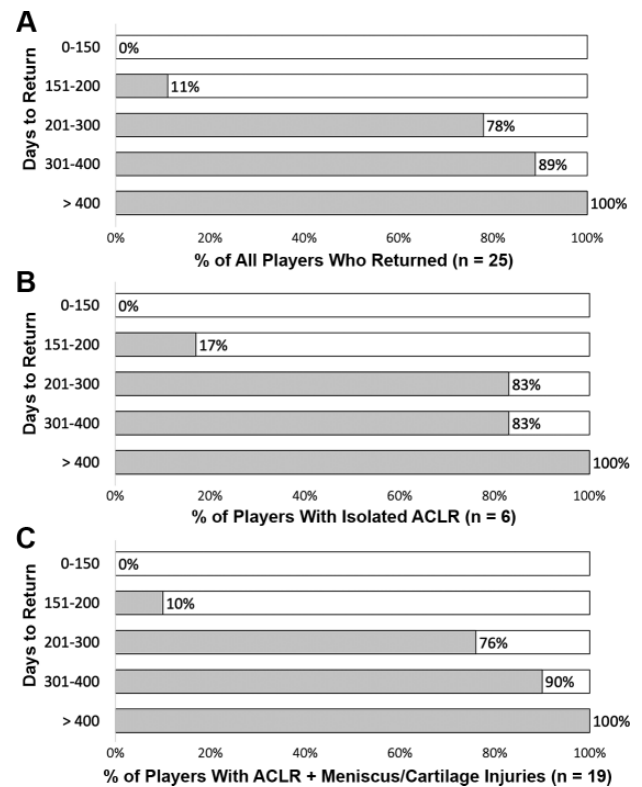 A
Days to Return
0-150 0%
151-200 11%
201-300 78%
301-400 89%
> 400 100%
0% 20% 40% 60% 80% 100%
% of All Players Who Returned (n = 25)
B
Days to Return
0-150 0%
151-200 17%
201-300 83%
301-400 83%
> 400 100%
0% 20% 40% 60% 80% 100%
% of Players With Isolated ACLR (n = 6)
C
Days to Return
0-150 0%
151-200 10%
201-300 76%
301-400 90%
> 400 100%
0% 20% 40% 60% 80% 100%
% of Players With ACLR + Meniscus/Cartilage Injuries (n = 19)